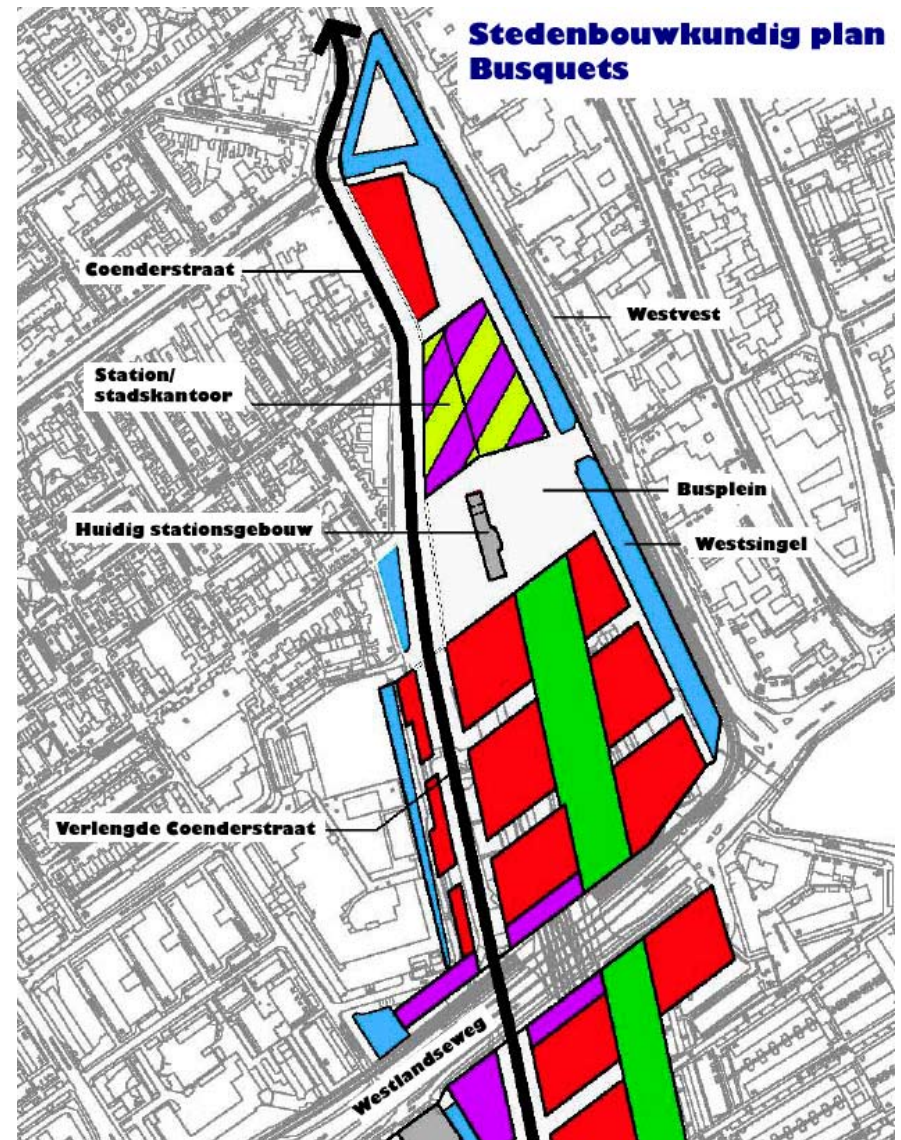 Stedenbouwkundig plan
Busquets
Coenderstraat
Westvest
Station/
stadskantoor
Busplein
Huidig stationsgebouw
Westsingel
Verlengde Coenderstraat
Westlandseweg